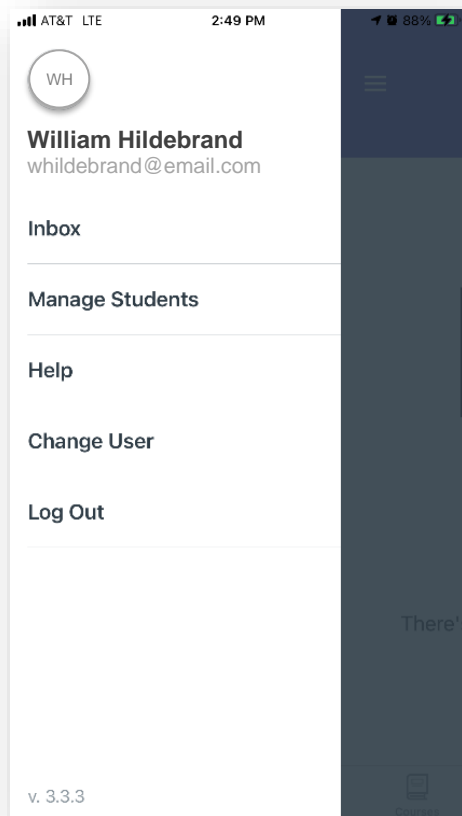 AT&T LTE 2:49 PM 88%
WH
William Hildebrand
whildebrand@email.com
Inbox
Manage Students
Help
Change User
Log Out
There'
v. 3.3.3
Courses